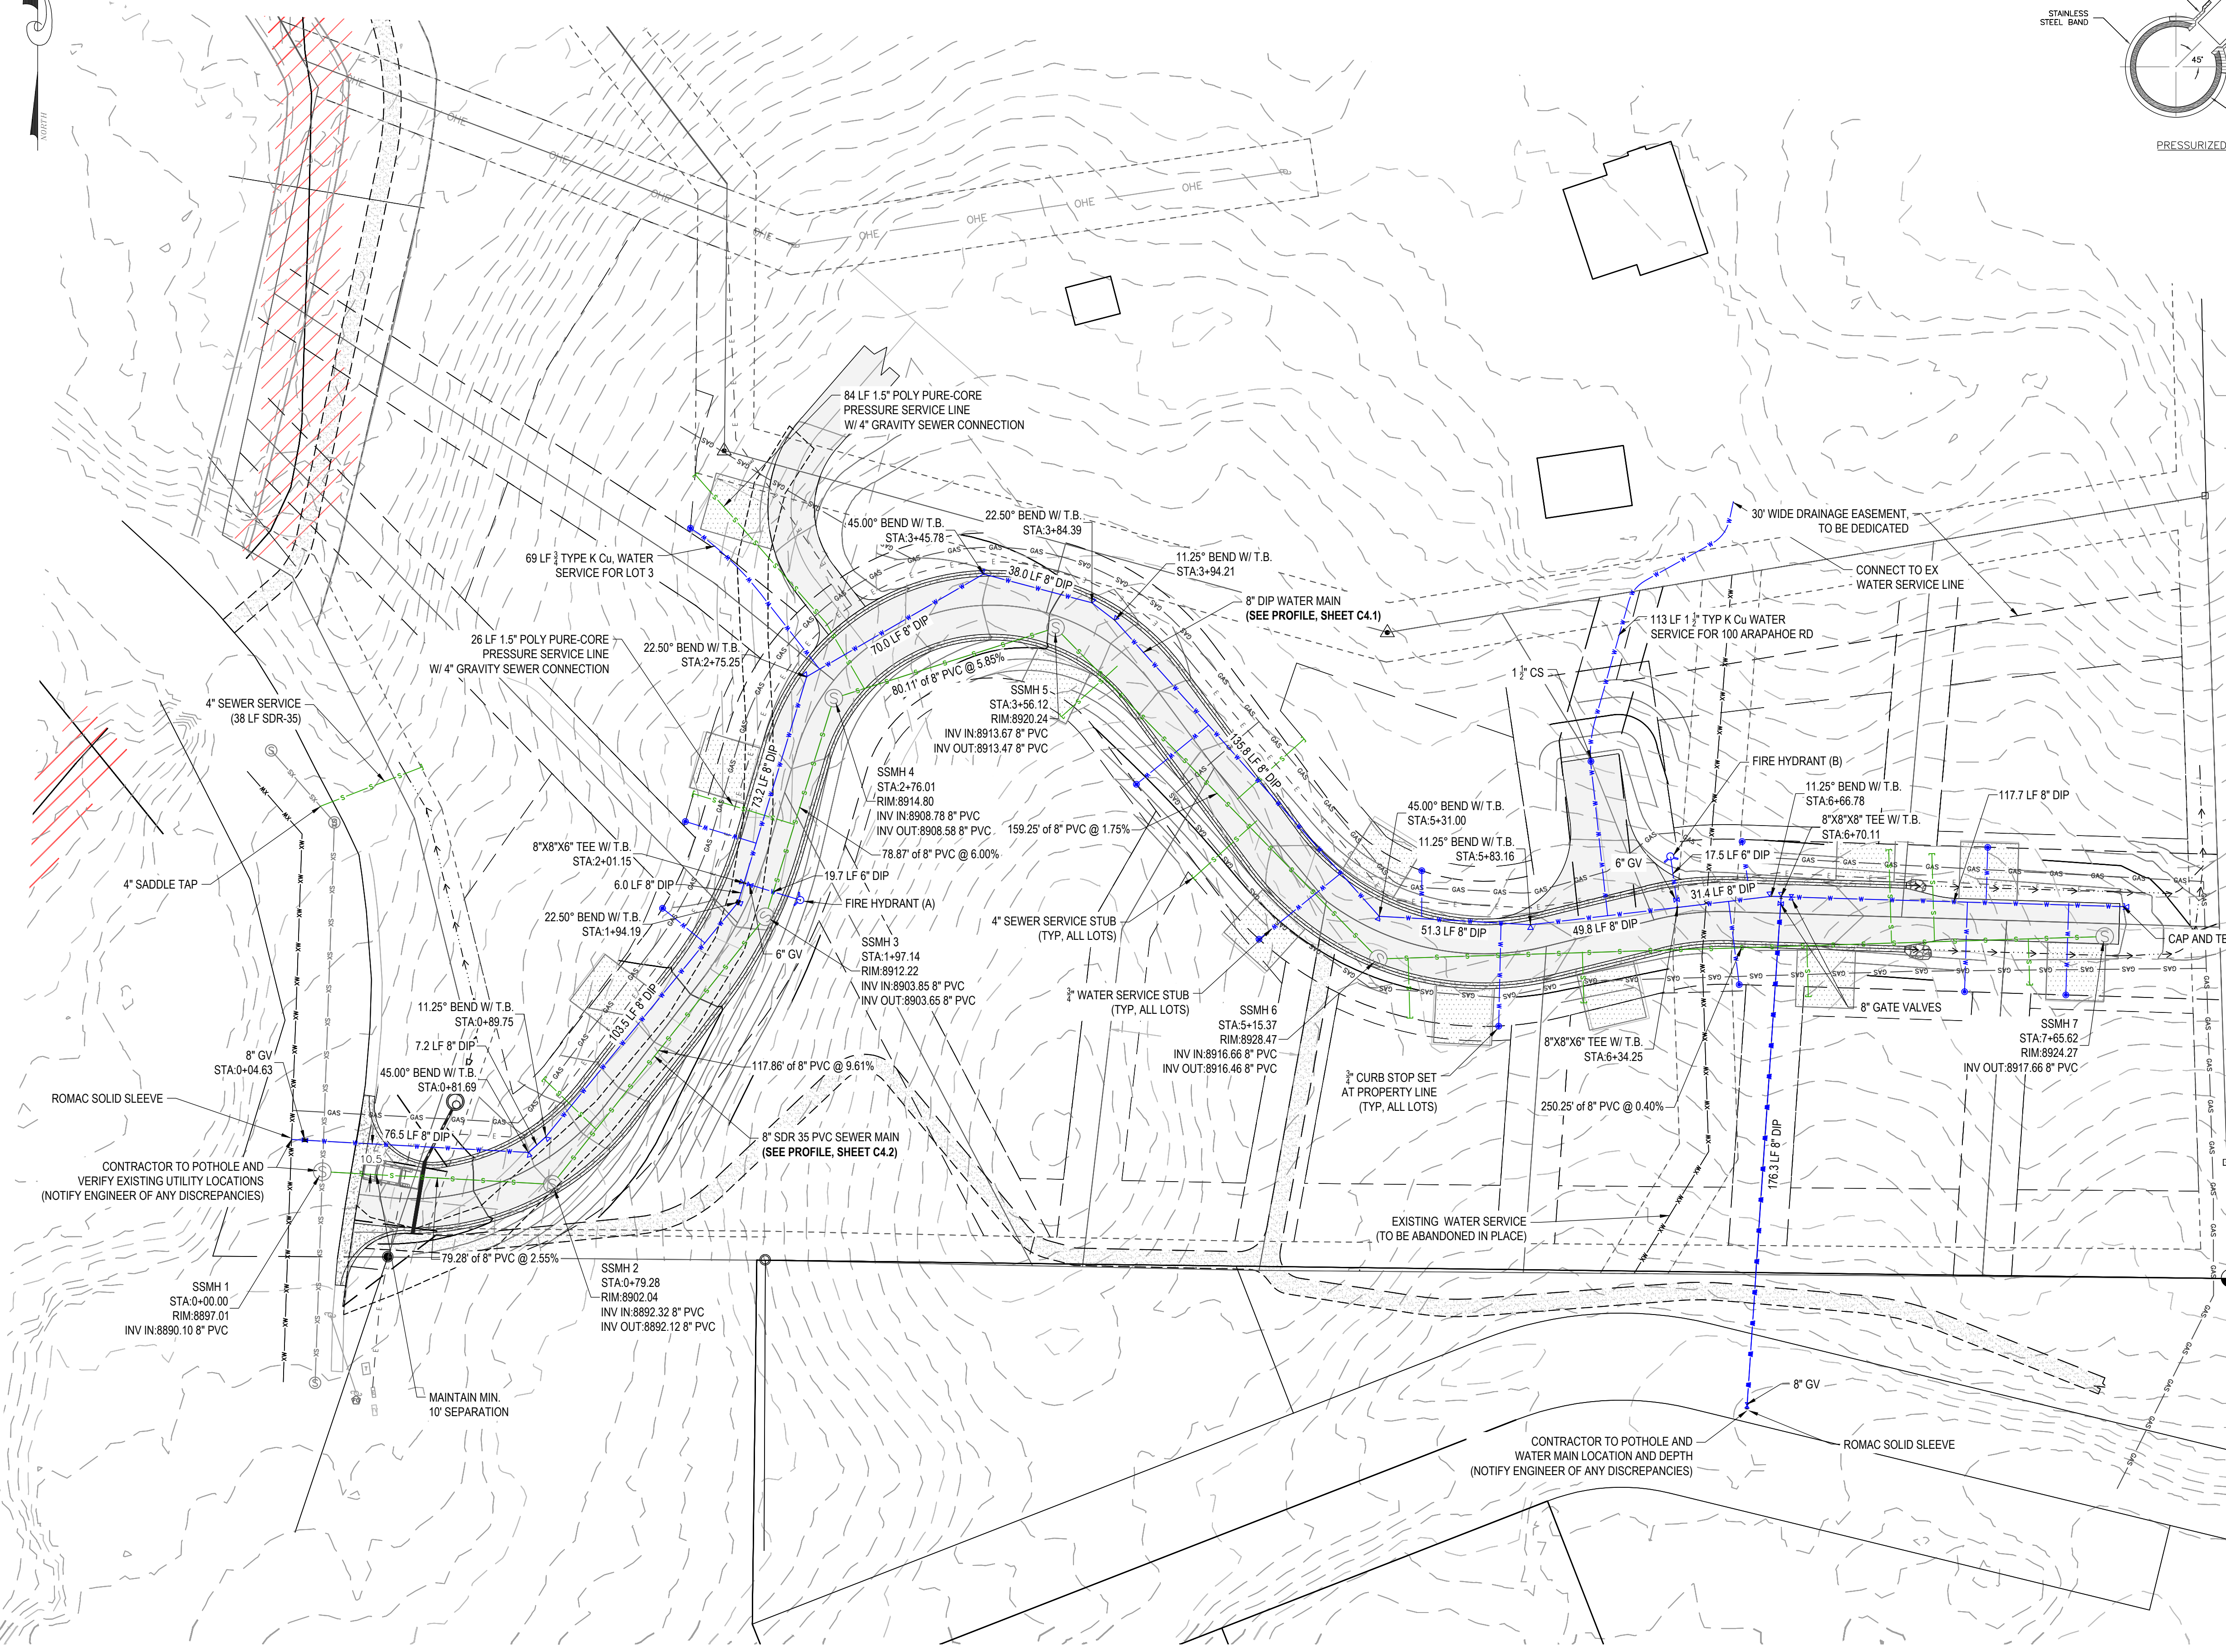 NORTH
STAINLESS
STEEL BAND
45°
PRESSURIZED
OHE
OHE
OHE
OHE
OHE
OHE
OHE
OHE
OHE
84 LF 1.5" POLY PURE-CORE
PRESSURE SERVICE LINE
W/ 4" GRAVITY SEWER CONNECTION
45.00° BEND W/ T.B.
STA:3+45.78
22.50° BEND W/ T.B.
STA:3+84.39
11.25° BEND W/ T.B.
STA:3+94.21
69 LF 3/4" TYPE K Cu, WATER
SERVICE FOR LOT 3
38.0 LF 8" DIP
8" DIP WATER MAIN
(SEE PROFILE, SHEET C4.1)
30' WIDE DRAINAGE EASEMENT,
TO BE DEDICATED
CONNECT TO EX
WATER SERVICE LINE
113 LF 1 1/2" TYP K Cu WATER
SERVICE FOR 100 ARAPAHOE RD
26 LF 1.5" POLY PURE-CORE
PRESSURE SERVICE LINE
W/ 4" GRAVITY SEWER CONNECTION
22.50° BEND W/ T.B.
STA:2+75.25
70.0 LF 8" DIP
80.11' of 8" PVC @ 5.85%
1 1/2" CS
SSMH 5
STA:3+56.12
RIM:8920.24
INV IN:8913.67 8" PVC
INV OUT:8913.47 8" PVC
4" SEWER SERVICE
(38 LF SDR-35)
73.2 LF 8" DIP
135.8 LF 8" DIP
SSMH 4
STA:2+76.01
RIM:8914.80
INV IN:8908.78 8" PVC
INV OUT:8908.58 8" PVC
78.87' of 8" PVC @ 6.00%
159.25' of 8" PVC @ 1.75%
FIRE HYDRANT (B)
11.25° BEND W/ T.B.
STA:6+66.78
117.7 LF 8" DIP
8"X8"X8" TEE W/ T.B.
STA:6+70.11
45.00° BEND W/ T.B.
STA:5+31.00
11.25° BEND W/ T.B.
STA:5+83.16
6" GV
17.5 LF 6" DIP
31.4 LF 8" DIP
8"X8"X6" TEE W/ T.B.
STA:2+01.15
6.0 LF 8" DIP
19.7 LF 6" DIP
FIRE HYDRANT (A)
4" SADDLE TAP
22.50° BEND W/ T.B.
STA:1+94.19
6" GV
4" SEWER SERVICE STUB
(TYP, ALL LOTS)
51.3 LF 8" DIP
49.8 LF 8" DIP
CAP AND TE
SSMH 3
STA:1+97.14
RIM:8912.22
INV IN:8903.85 8" PVC
INV OUT:8903.65 8" PVC
3/4" WATER SERVICE STUB
(TYP, ALL LOTS)
8" GATE VALVES
SSMH 6
STA:5+15.37
RIM:8928.47
INV IN:8916.66 8" PVC
INV OUT:8916.46 8" PVC
SSMH 7
STA:7+65.62
RIM:8924.27
INV OUT:8917.66 8" PVC
8"X8"X6" TEE W/ T.B.
STA:6+34.25
11.25° BEND W/ T.B.
STA:0+89.75
103.5 LF 8" DIP
7.2 LF 8" DIP
8" GV
STA:0+04.63
45.00° BEND W/ T.B.
STA:0+81.69
117.86' of 8" PVC @ 9.61%
3/4" CURB STOP SET
AT PROPERTY LINE
(TYP, ALL LOTS)
ROMAC SOLID SLEEVE
250.25' of 8" PVC @ 0.40%
76.5 LF 8" DIP
10.5
8" SDR 35 PVC SEWER MAIN
(SEE PROFILE, SHEET C4.2)
CONTRACTOR TO POTHOLE AND
VERIFY EXISTING UTILITY LOCATIONS
(NOTIFY ENGINEER OF ANY DISCREPANCIES)
176.3 LF 8" DIP
EXISTING WATER SERVICE
(TO BE ABANDONED IN PLACE)
79.28' of 8" PVC @ 2.55%
SSMH 2
STA:0+79.28
RIM:8902.04
INV IN:8892.32 8" PVC
INV OUT:8892.12 8" PVC
SSMH 1
STA:0+00.00
RIM:8897.01
INV IN:8890.10 8" PVC
MAINTAIN MIN.
10' SEPARATION
8" GV
CONTRACTOR TO POTHOLE AND
WATER MAIN LOCATION AND DEPTH
(NOTIFY ENGINEER OF ANY DISCREPANCIES)
ROMAC SOLID SLEEVE